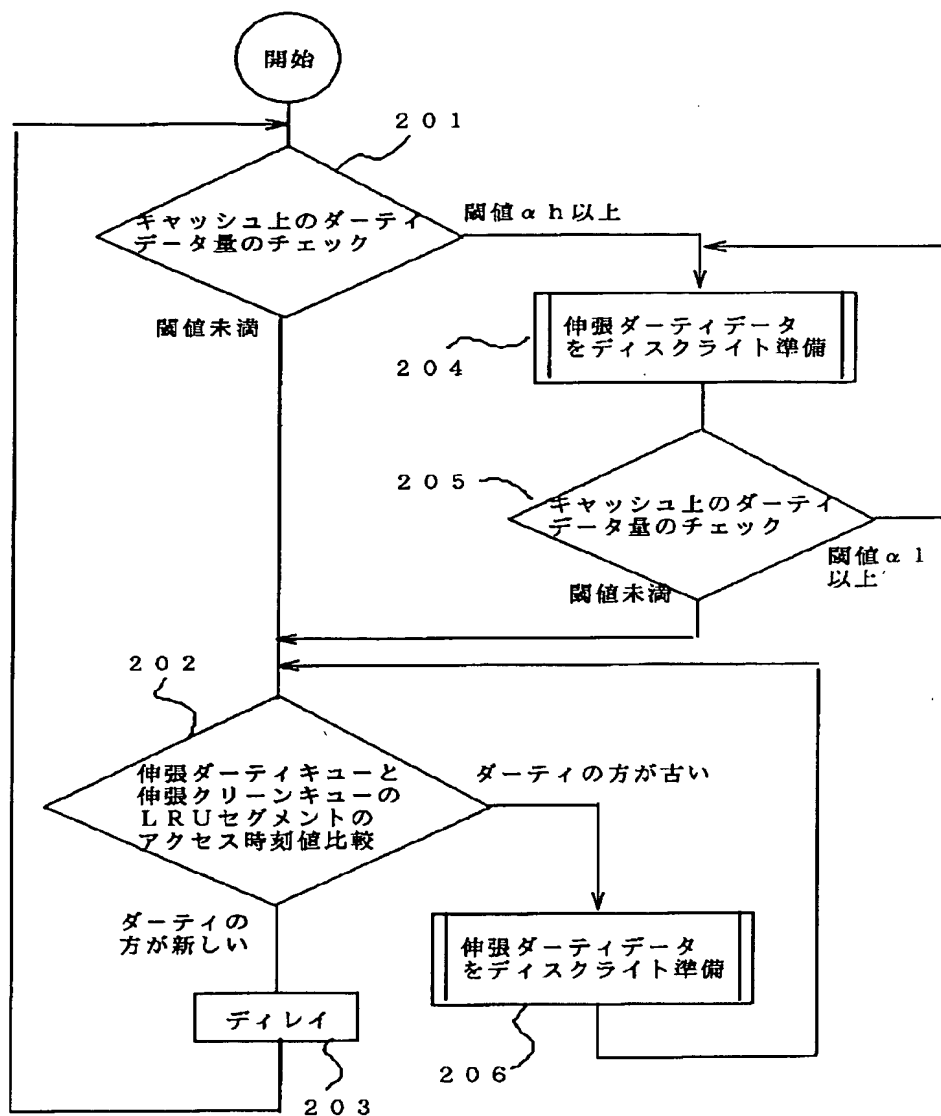 開始
201
キャッシュ上のダーティ
データ量のチェック
閾値αh以上
閾値未満
伸張ダーティデータ
をディスクライト準備
204
205
キャッシュ上のダーティ
データ量のチェック
閾値αl
以上
閾値未満
202
伸張ダーティキューと
伸張クリーンキューの
LRUセグメントの
アクセス時刻値比較
ダーティの方が古い
ダーティの
方が新しい
伸張ダーティデータ
をディスクライト準備
ディレイ
206
203